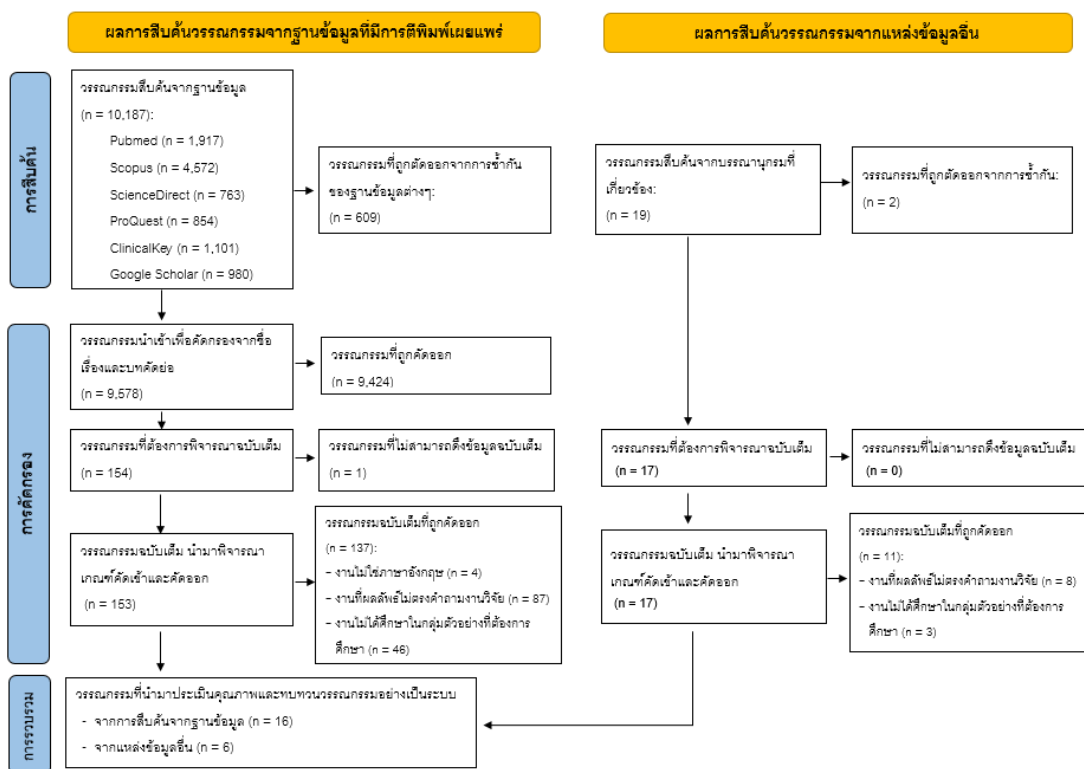 ผลการสืบค้นวรรณกรรมจากฐานข้อมูลที่มีการตีพิมพ์เผยแพร่
ผลการสืบค้นวรรณกรรมจากแหล่งข้อมูลอื่น
การสืบค้น
วรรณกรรมสืบค้นจากฐานข้อมูล
(n = 10,187):
Pubmed (n = 1,917)
Scopus (n = 4,572)
ScienceDirect (n = 763)
ProQuest (n = 854)
ClinicalKey (n = 1,101)
Google Scholar (n = 980)
วรรณกรรมที่ถูกตัดออกจากการซ้ำกัน
ของฐานข้อมูลต่างๆ:
(n = 609)
วรรณกรรมสืบค้นจากบรรณานุกรมที่
เกี่ยวข้อง:
(n = 19)
วรรณกรรมที่ถูกตัดออกจากการซ้ำกัน:
(n = 2)
การคัดกรอง
วรรณกรรมนำเข้าเพื่อคัดกรองจากชื่อ
เรื่องและบทคัดย่อ
(n = 9,578)
วรรณกรรมที่ถูกคัดออก
(n = 9,424)
วรรณกรรมที่ต้องการพิจารณาฉบับเต็ม
(n = 154)
วรรณกรรมที่ไม่สามารถดึงข้อมูลฉบับเต็ม
(n = 1)
วรรณกรรมที่ต้องการพิจารณาฉบับเต็ม
(n = 17)
วรรณกรรมที่ไม่สามารถดึงข้อมูลฉบับเต็ม
(n = 0)
วรรณกรรมฉบับเต็ม นำมาพิจารณา
เกณฑ์คัดเข้าและคัดออก
(n = 153)
วรรณกรรมฉบับเต็มที่ถูกคัดออก
(n = 137):
- งานไม่ใช่ภาษาอังกฤษ (n = 4)
- งานที่ผลลัพธ์ไม่ตรงคำถามงานวิจัย (n = 87)
- งานไม่ได้ศึกษาในกลุ่มตัวอย่างที่ต้องการ
ศึกษา (n = 46)
วรรณกรรมฉบับเต็ม นำมาพิจารณา
เกณฑ์คัดเข้าและคัดออก
(n = 17)
วรรณกรรมฉบับเต็มที่ถูกคัดออก
(n = 11):
- งานที่ผลลัพธ์ไม่ตรงคำถามงานวิจัย (n = 8)
- งานไม่ได้ศึกษาในกลุ่มตัวอย่างที่ต้องการ
ศึกษา (n = 3)
การรวบรวม
วรรณกรรมที่นำมาประเมินคุณภาพและทบทวนวรรณกรรมอย่างเป็นระบบ
- จากการสืบค้นจากฐานข้อมูล (n = 16)
- จากแหล่งข้อมูลอื่น (n = 6)